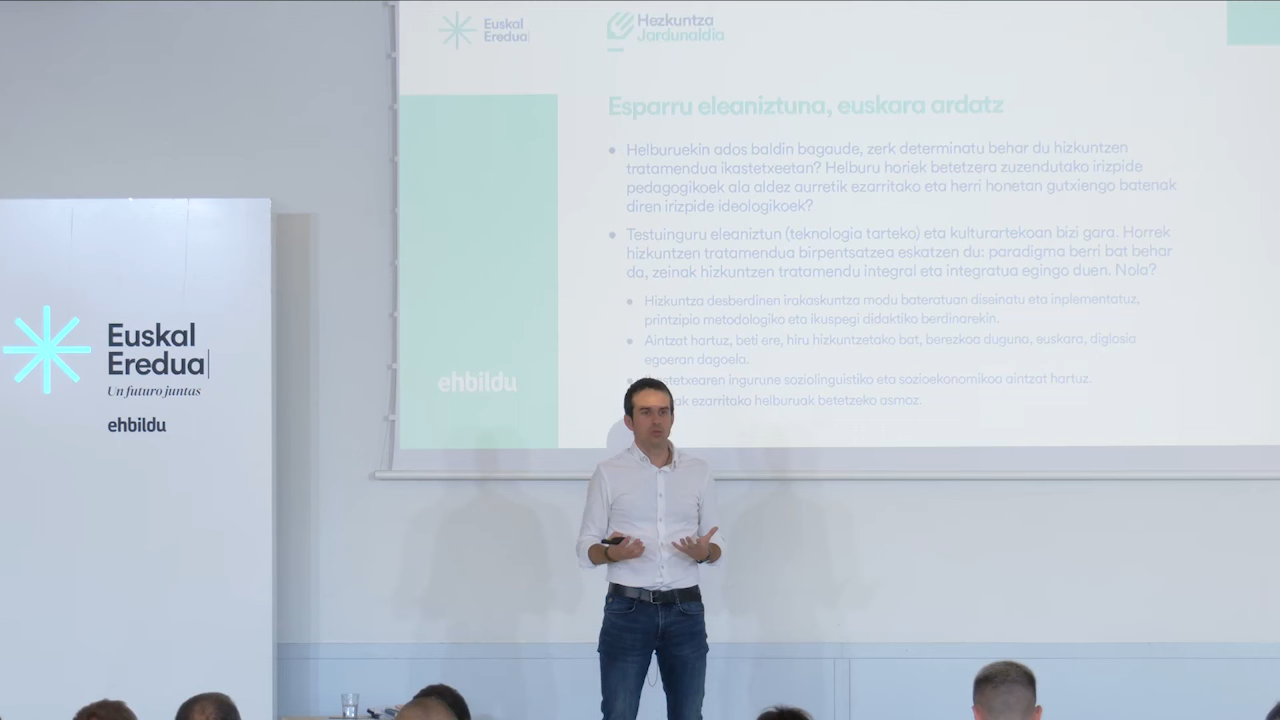 Euskal
Eredua
Hezkuntza
Jardunaldia
Esparru eleaniztuna, euskara ardatz
• Helburuekin ados baldin bagaude, zerk determinatu behar du hizkuntzen
tratamendua ikastetxeetan? Helburu horiek betetzera zuzendutako irizpide
pedagogikoek ala aldez aurretik ezarritako eta herri honetan gutxiengo batenak
diren irizpide ideologikoek?
• Testuinguru eleaniztun (teknologia tarteko) eta kulturartekoan bizi gara. Horrek
hizkuntzen tratamendua birpentsatzea eskatzen du: paradigma berri bat behar
da, zeinak hizkuntzen tratamendu integral eta integratua egingo duen. Nola?
• Hizkuntza desberdinen irakaskuntza modu bateratuan diseinatu eta inplementatuz,
printzipio metodologiko eta ikuspegi didaktiko berdinarekin.
• Aintzat hartuz, beti ere, hiru hizkuntzetako bat, berezkoa duguna, euskara, diglosia
egoeran dagoela.
• ingurune soziolinguistiko eta sozioekonomikoa aintzat hartuz.
ezarritako helburuak betetzeko asmoz.
ehbildu
Euskal
Eredua
Un futuro juntas
ehbildu